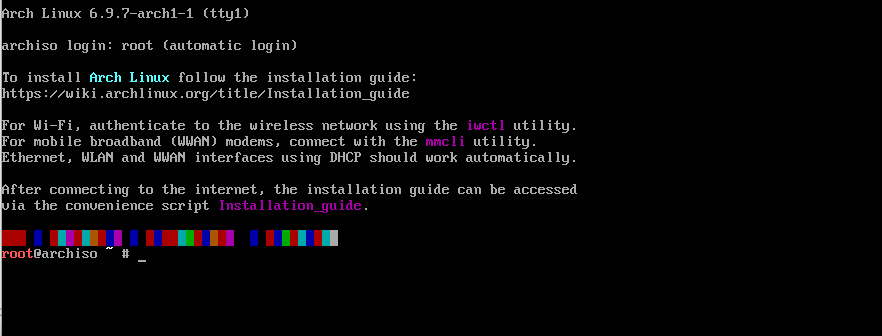 Arch Linux 6.9.7-arch1-1 (tty1)
archiso login: root (automatic login)
To install Arch Linux follow the installation guide:
https://wiki.archlinux.org/title/Installation_guide
For Wi-Fi, authenticate to the wireless network using the iwctl utility.
For mobile broadband (WWAN) modems, connect with the mmcli utility.
Ethernet, WLAN and WWAN interfaces using DHCP should work automatically.
After connecting to the internet, the installation guide can be accessed
via the convenience script Installation_guide.
root@archiso ~ # _